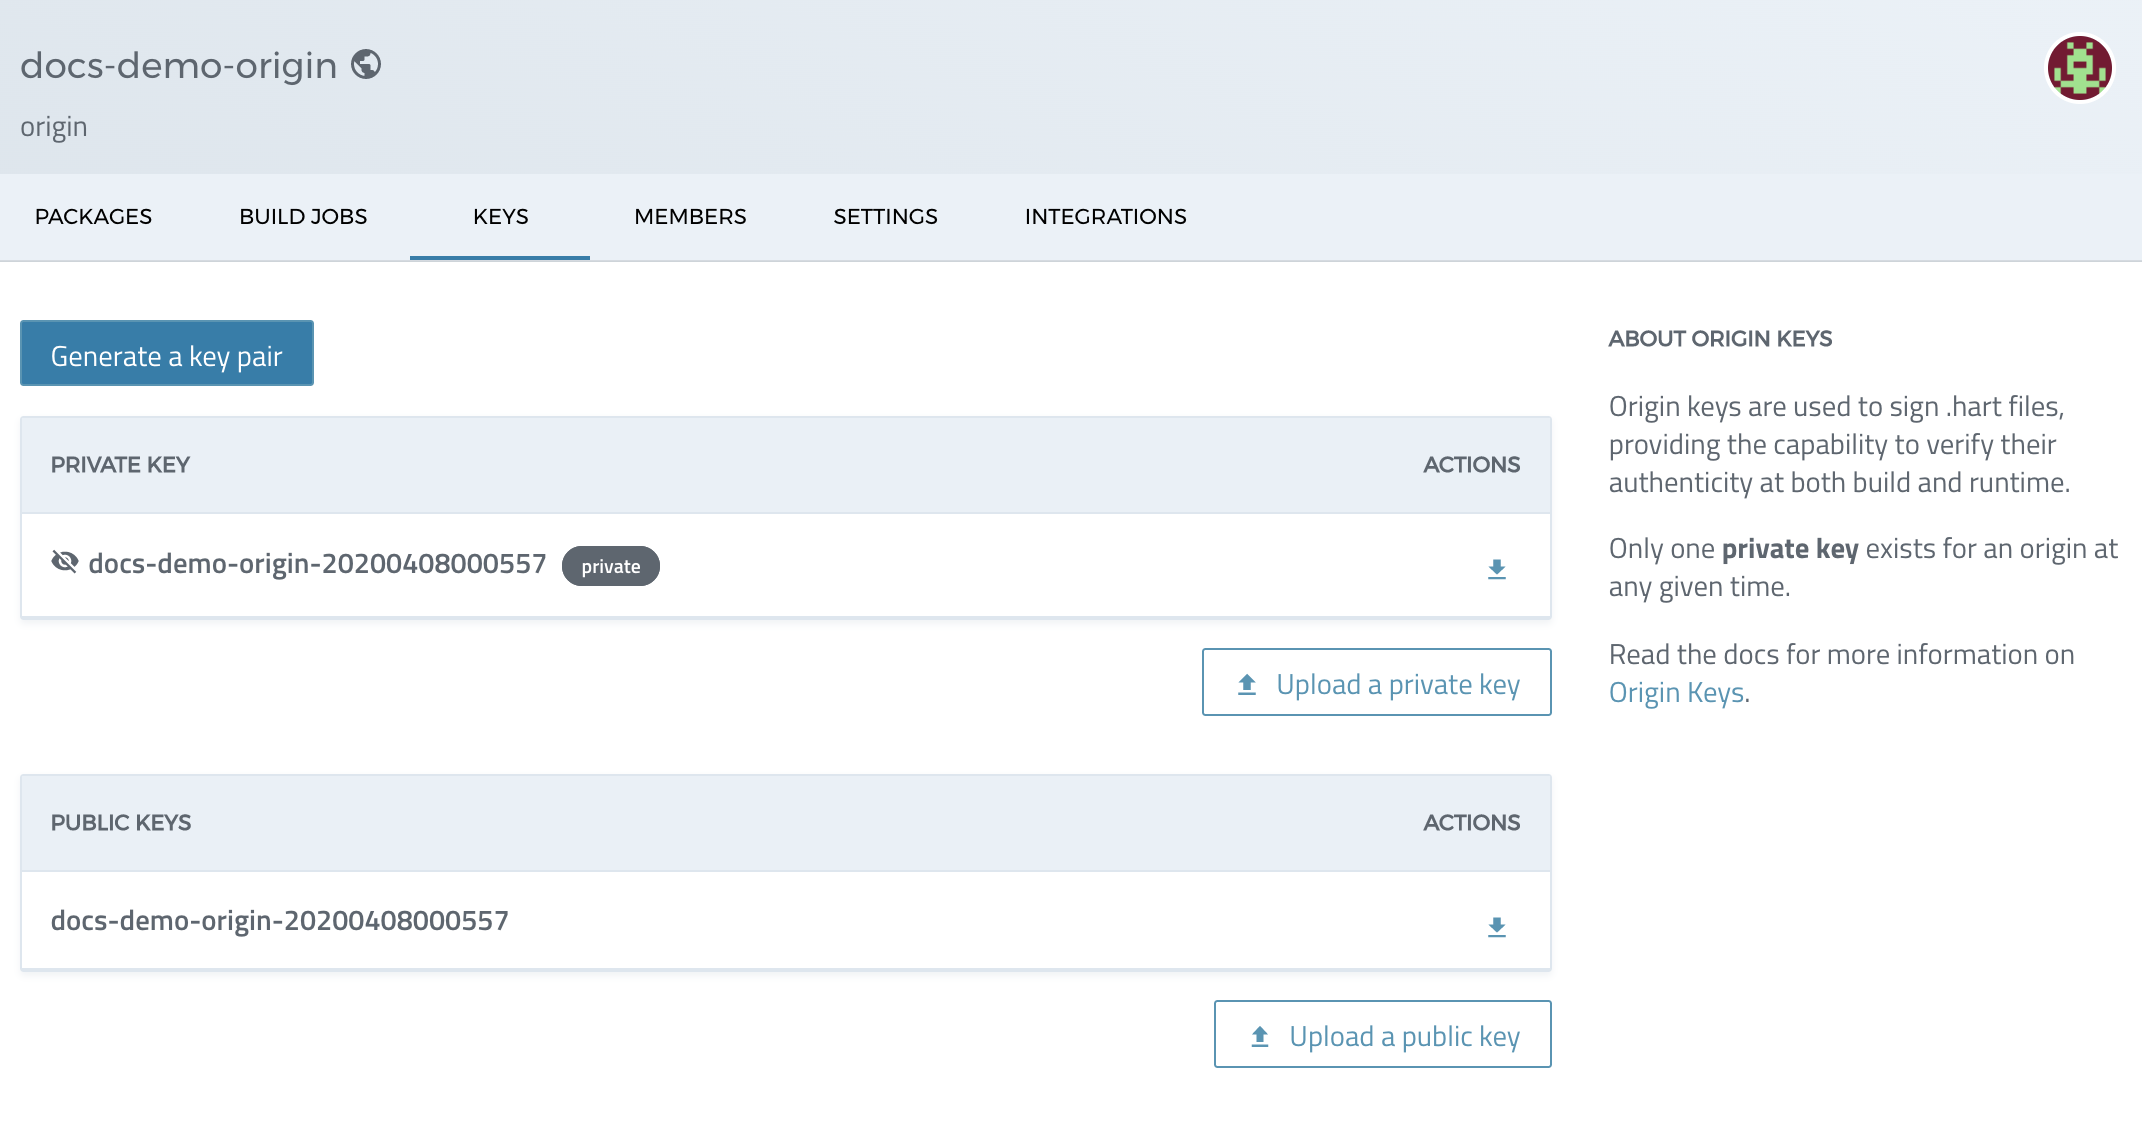 docs-demo-origin
origin
PACKAGES BUILD JOBS KEYS MEMBERS SETTINGS INTEGRATIONS
Generate a key pair
PRIVATE KEY ACTIONS
docs-demo-origin-20200408000557 private
Upload a private key
PUBLIC KEYS ACTIONS
docs-demo-origin-20200408000557
Upload a public key
ABOUT ORIGIN KEYS
Origin keys are used to sign .hart files,
providing the capability to verify their
authenticity at both build and runtime.
Only one private key exists for an origin at
any given time.
Read the docs for more information on
Origin Keys.